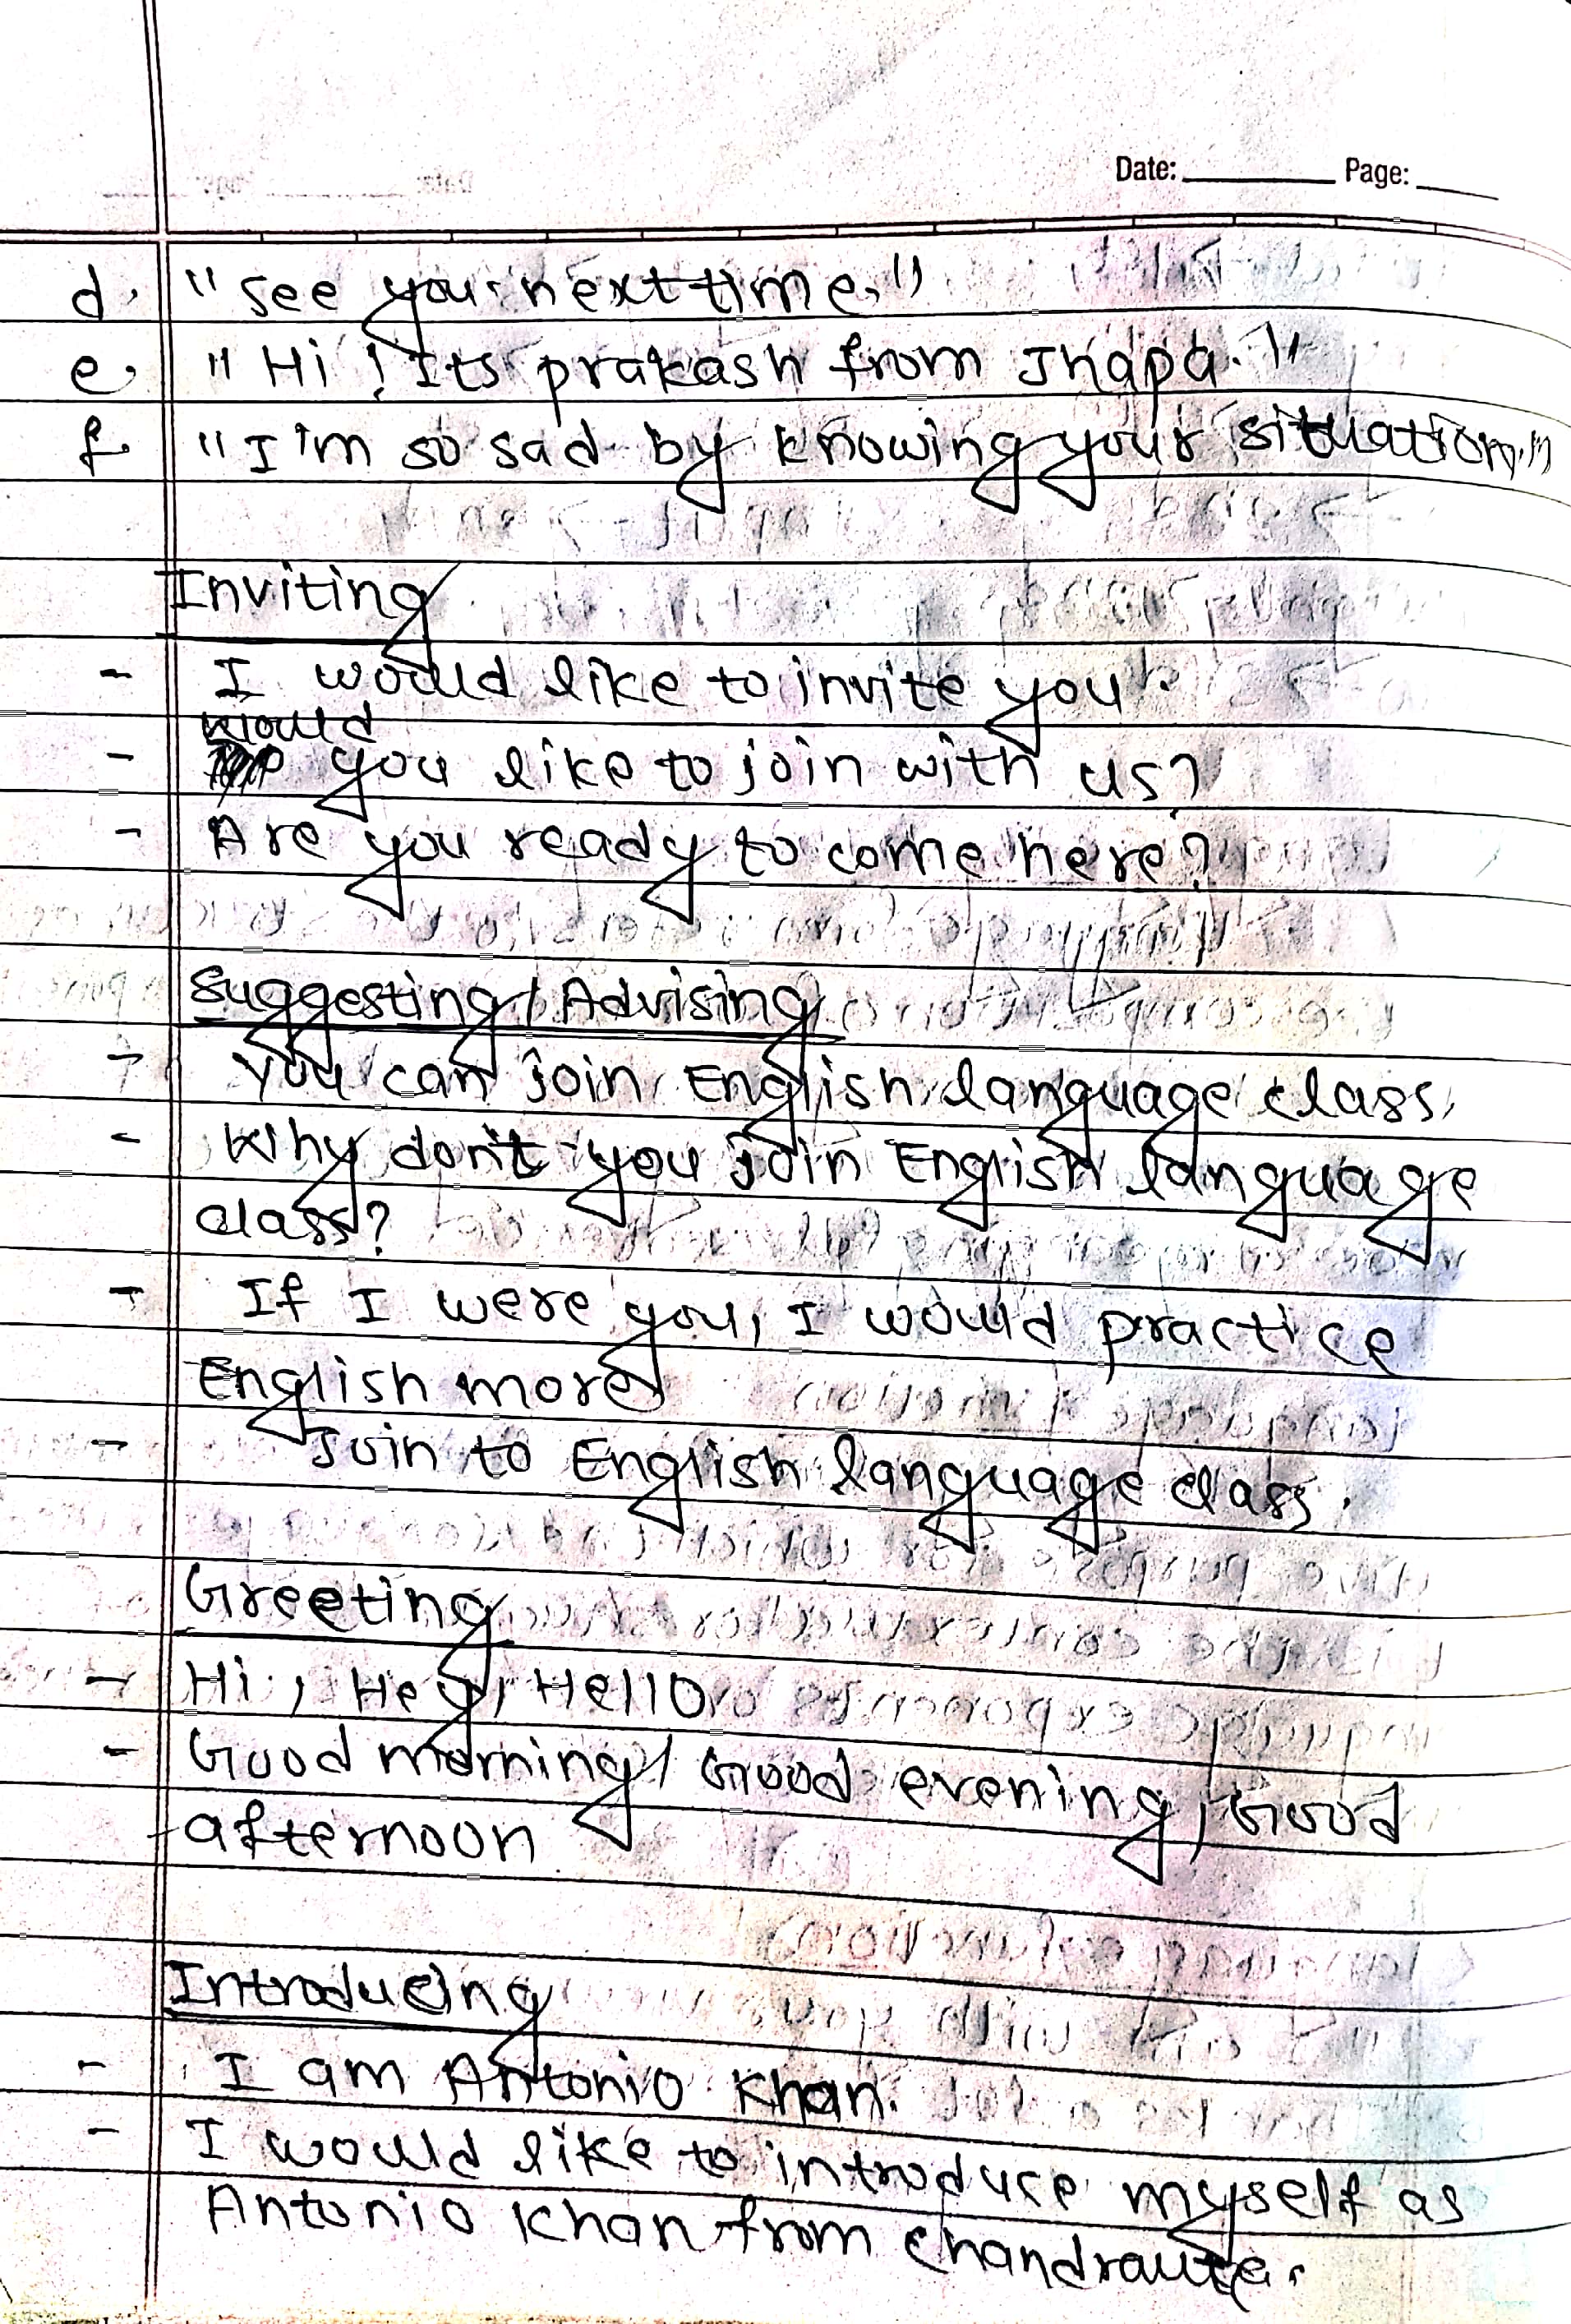 Date: Page:
d. "see you next time."
e. "Hi! Its prakash from Jhapa."
f. "I'm so sad by knowing your situation."
Inviting
- I would like to invite you.
would
- you like to join with us?
- Are you ready to come here?
Suggesting / Advising
- you can join English language class.
- Why don't you join English language
class?
- If I were you, I would practice
English more
- Join to English language class.
Greeting
- Hi, Hey, Hello
- Good morning / Good evening, Good
afternoon
Introducing
- I am Antonio Khan.
- I would like to introduce myself as
Antonio Khan from